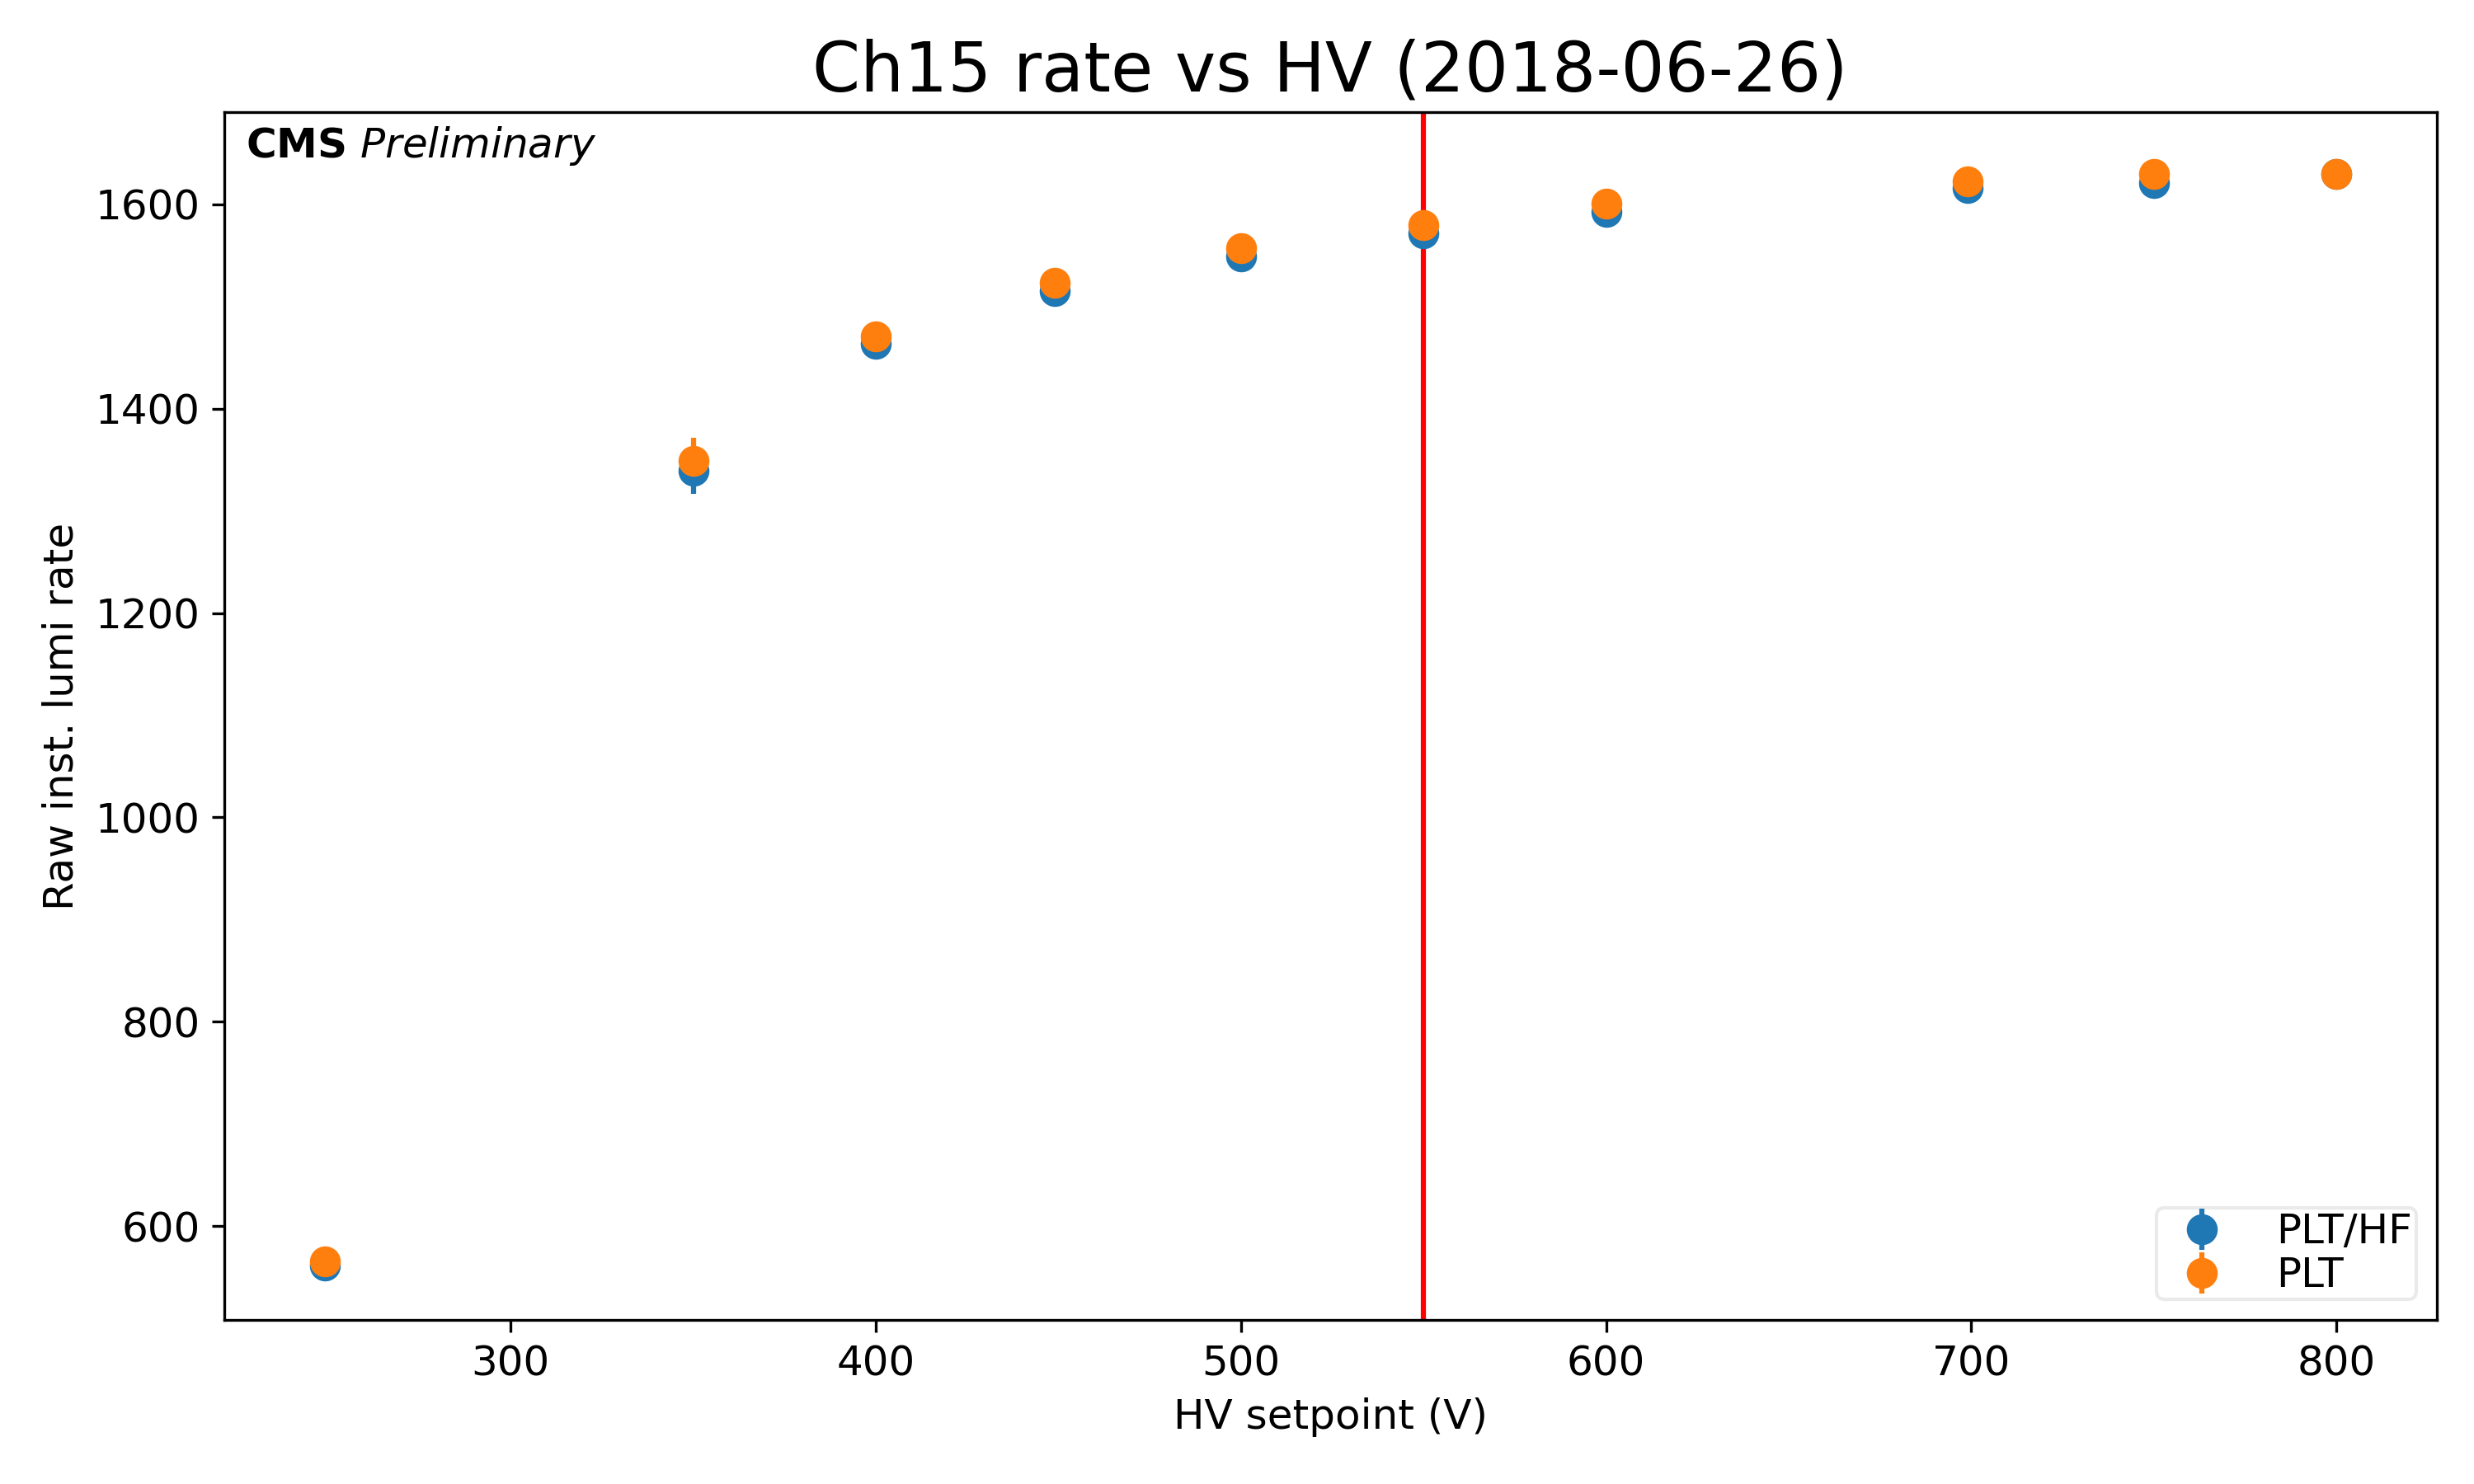 Ch15 rate vs HV (2018-06-26)
CMS Preliminary
1600
1400
1200
1000
800
600
Raw inst. lumi rate
PLT/HF
PLT
300 400 500 600 700 800
HV setpoint (V)